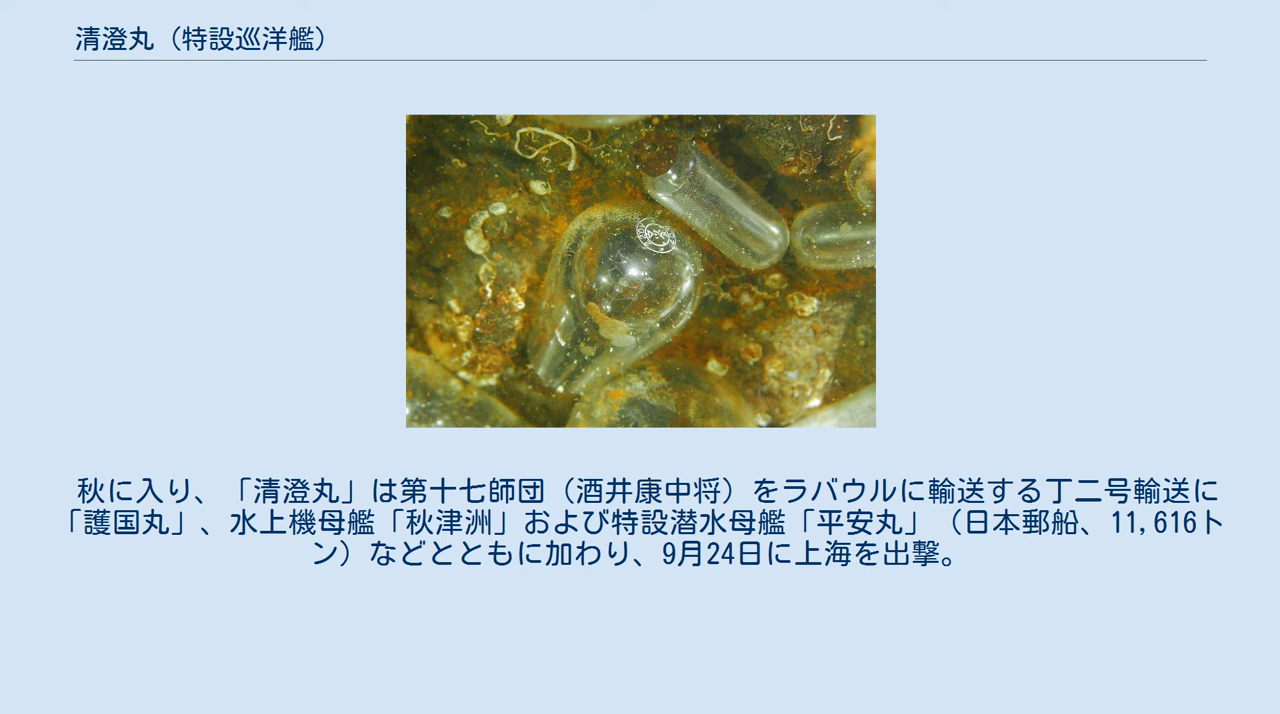 清澄丸（特設巡洋艦）
秋に入り、「清澄丸」は第十七師団（酒井康中将）をラバウルに輸送する丁二号輸送に
「護国丸」、水上機母艦「秋津洲」および特設潜水母艦「平安丸」（日本郵船、11,616ト
ン）などとともに加わり、9月24日に上海を出撃。